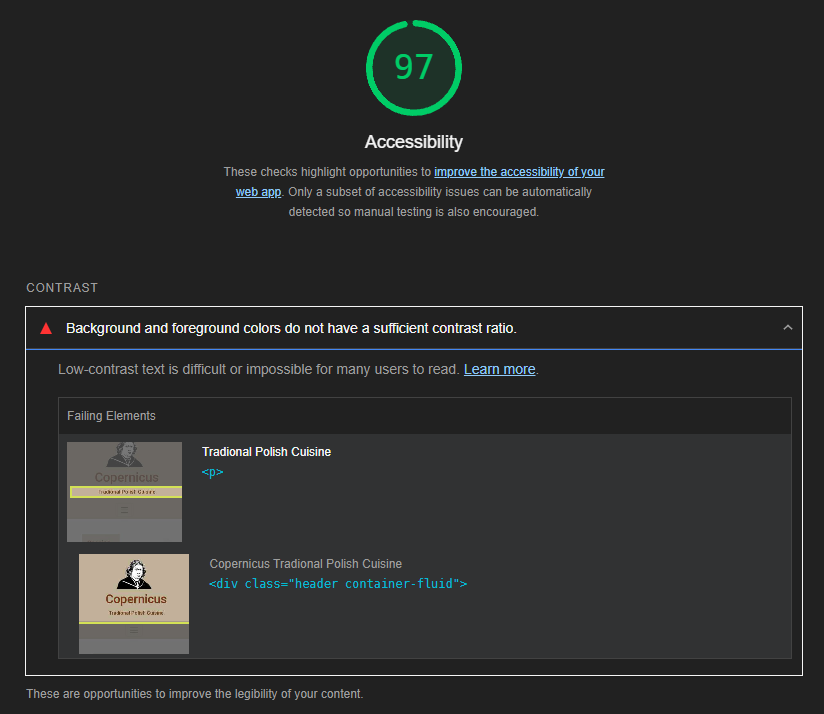 97
Accessibility
These checks highlight opportunities to improve the accessibility of your
web app. Only a subset of accessibility issues can be automatically
detected so manual testing is also encouraged.
CONTRAST
Background and foreground colors do not have a sufficient contrast ratio.
Low-contrast text is difficult or impossible for many users to read. Learn more.
Failing Elements
Copernicus
Tradional Polish Cuisine
Tradional Polish Cuisine
<p>
Copernicus
Tradional Polish Cuisine
Copernicus Tradional Polish Cuisine
<div class="header container-fluid">
These are opportunities to improve the legibility of your content.